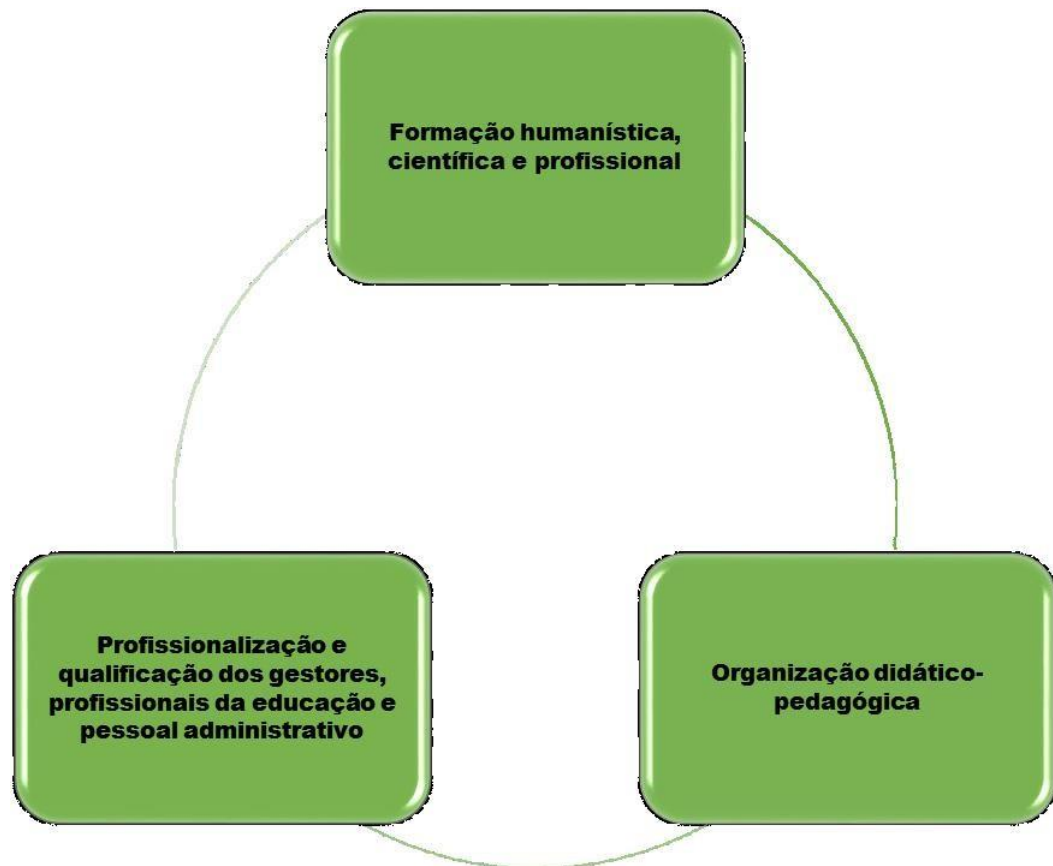 Formação humanística,
científica e profissional
Profissionalização e
qualificação dos gestores,
profissionais da educação e
pessoal administrativo
Organização didático-
pedagógica